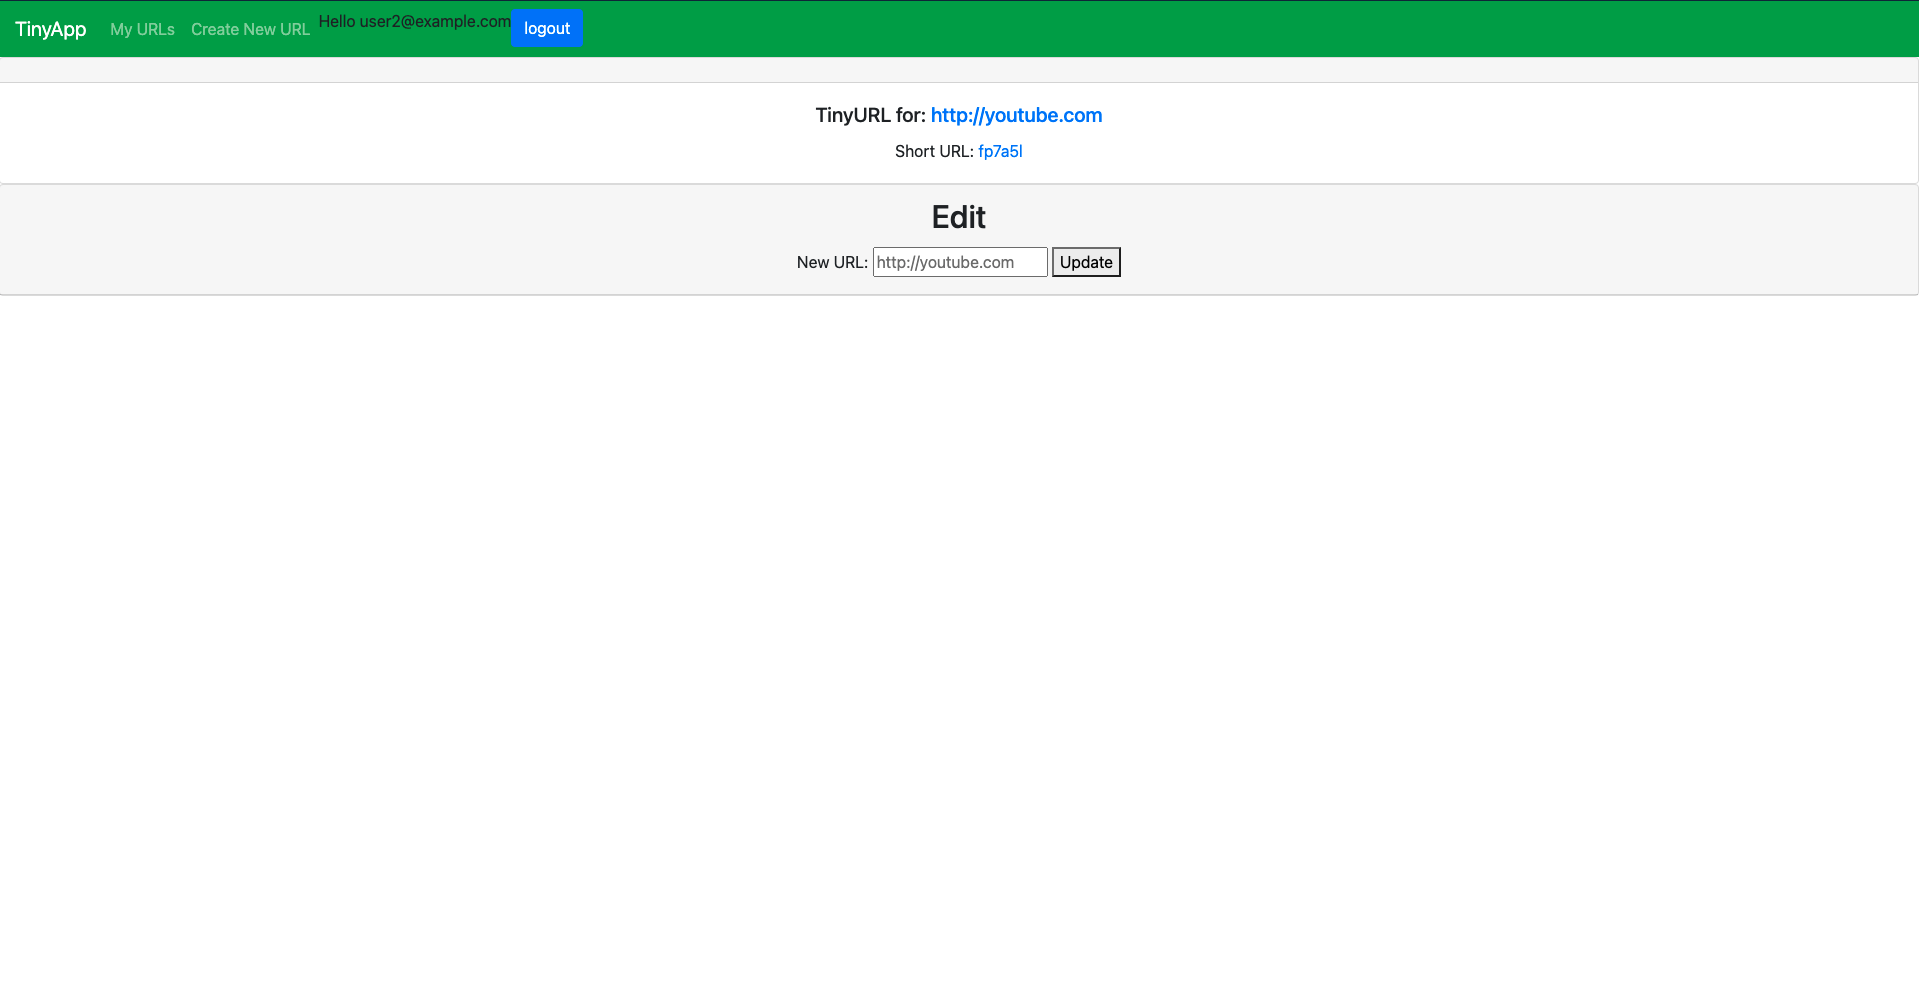 TinyApp My URLs Create New URL Hello user2@example.com logout
TinyURL for: http://youtube.com
Short URL: fp7a5l
Edit
New URL: http://youtube.com Update